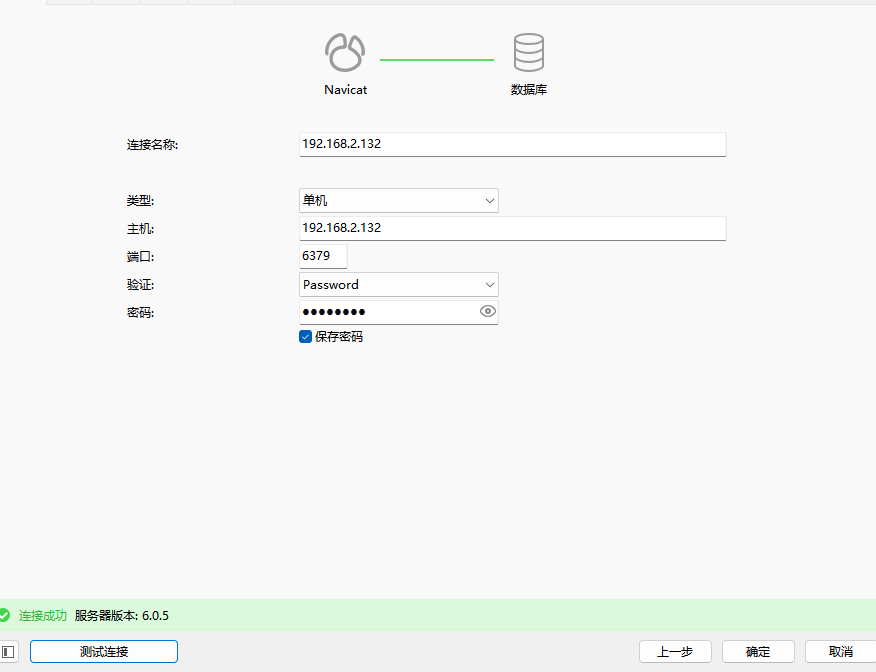 Navicat
数据库
连接名称: 192.168.2.132
类型: 单机
主机: 192.168.2.132
端口: 6379
验证: Password
密码: ●●●●●●●●
保存密码
连接成功 服务器版本: 6.0.5
测试连接 上一步 确定 取消